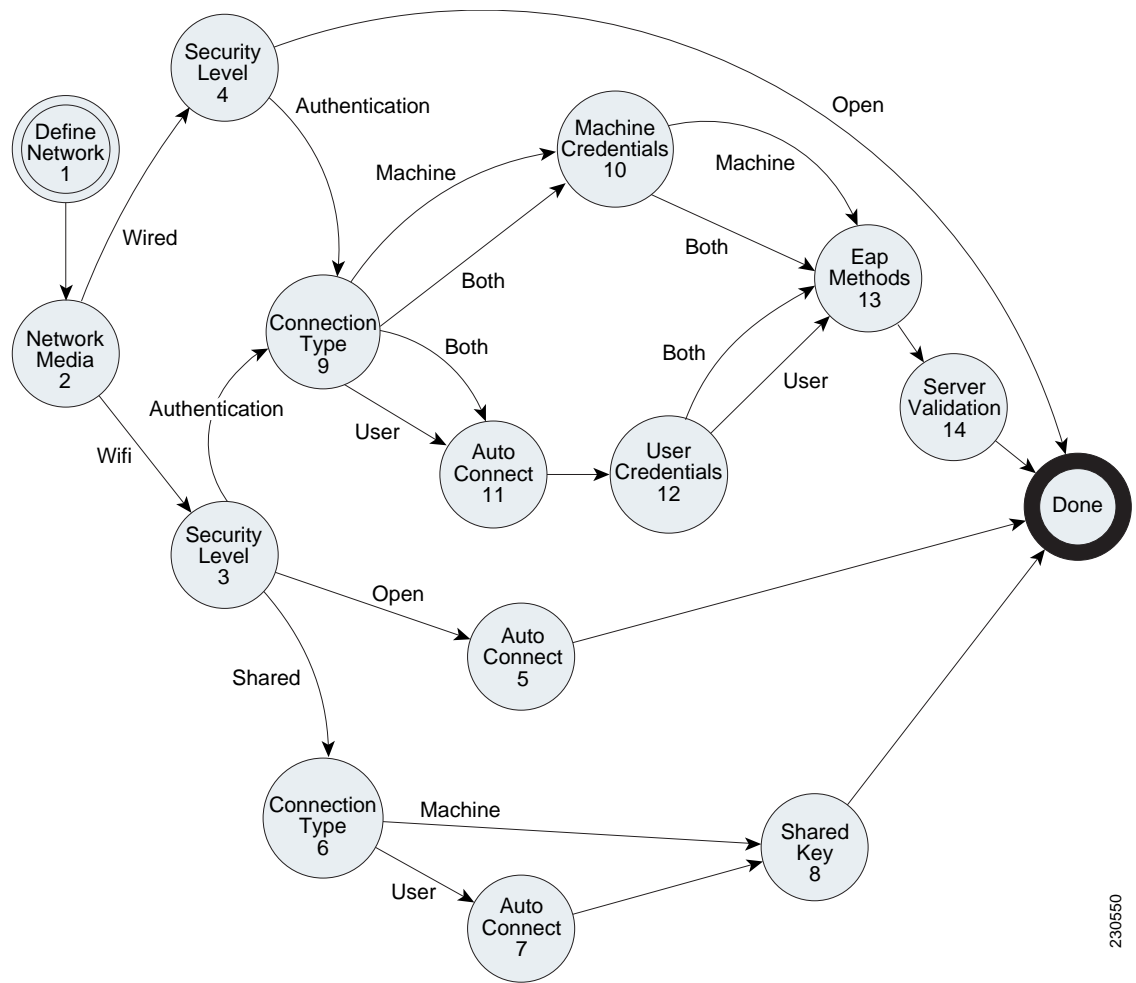 Security
Level
4
Open
Authentication
Define
Network
1
Machine
Credentials
10
Machine
Machine
Wired
Both
Eap
Methods
13
Both
Connection
Type
9
Network
Media
2
Both
Both
User
Server
Validation
14
Authentication
User
Wifi
Auto
Connect
11
User
Credentials
12
Done
Security
Level
3
Open
Auto
Connect
5
Shared
Connection
Type
6
Machine
Shared
Key
8
User
Auto
Connect
7
230550